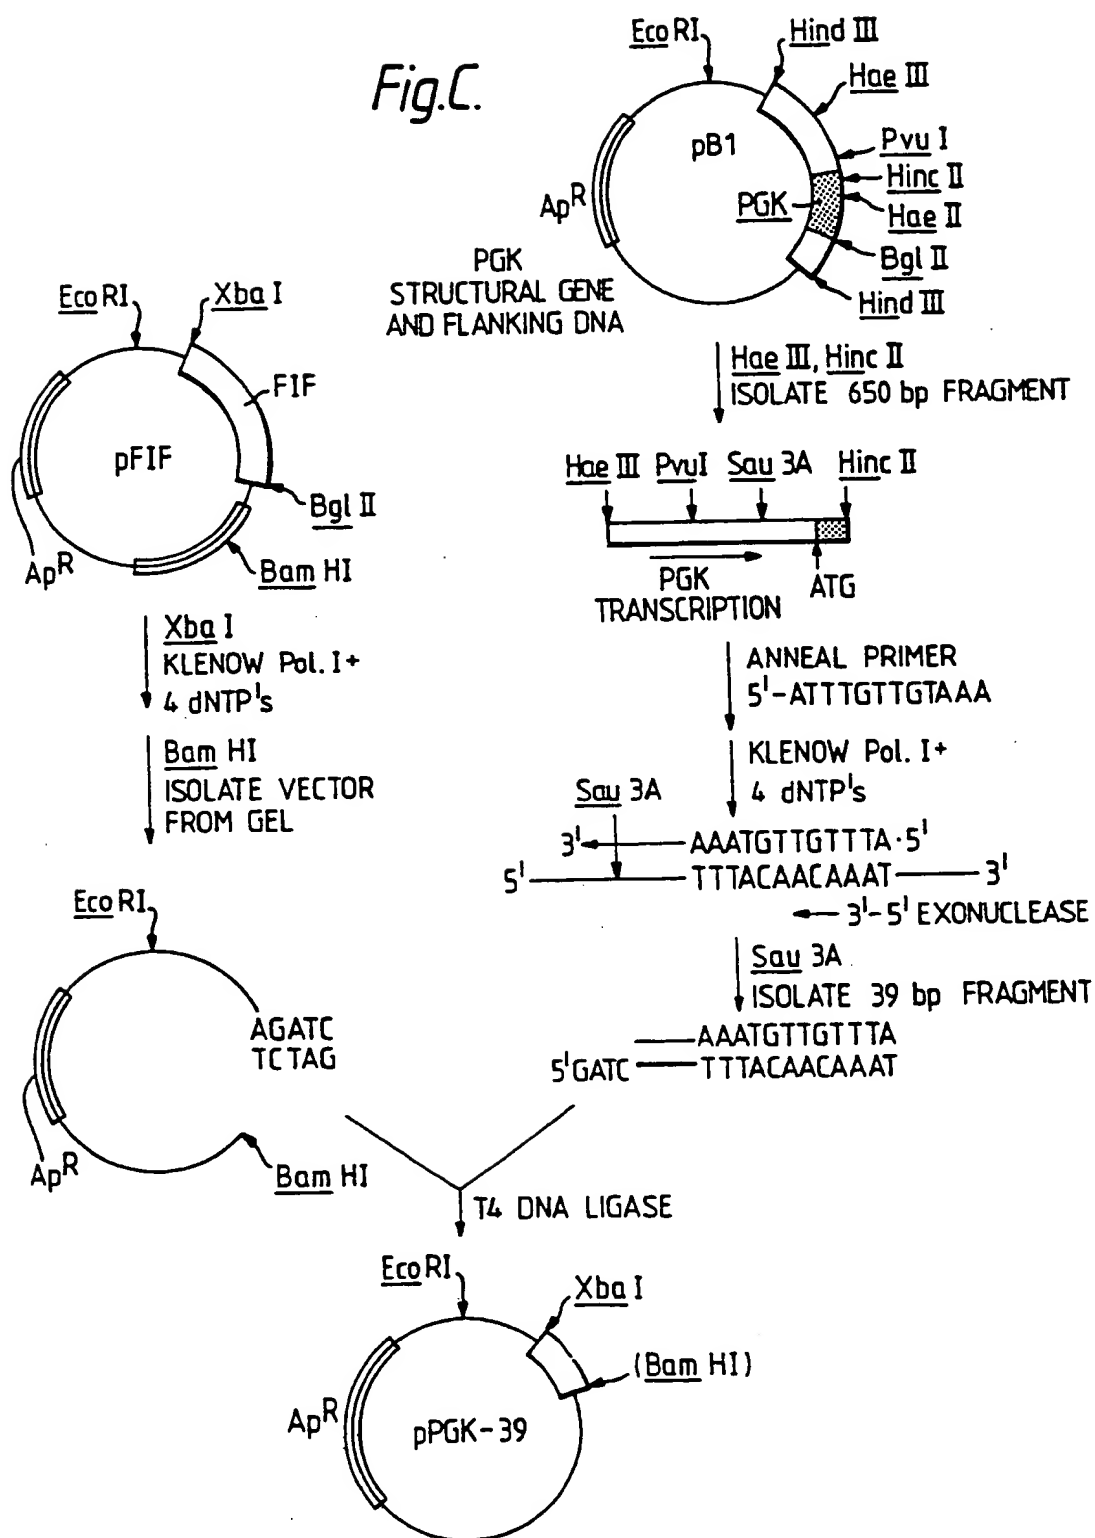 Fig.C.
EcoRI
Hind III
Hae III
Pvu I
Hinc II
Hae II
Bgl II
Hind III
pB1
PGK
ApR
PGK
STRUCTURAL GENE
AND FLANKING DNA
Hae III, Hinc II
ISOLATE 650 bp FRAGMENT
Hae III PvuI Sau 3A Hinc II
PGK
TRANSCRIPTION
ATG
ANNEAL PRIMER
5'-ATTTGTTGTAAA
KLENOW Pol. I+
4 dNTP's
Sau 3A
3' AAATGTTGTTTA·5'
5' TTTACAACAAAT 3'
3'-5' EXONUCLEASE
Sau 3A
ISOLATE 39 bp FRAGMENT
AAATGTTGTTTA
5'GATC TTTACAACAAAT
EcoRI
Xba I
FIF
pFIF
Bgl II
Bam HI
ApR
Xba I
KLENOW Pol. I+
4 dNTP's
Bam HI
ISOLATE VECTOR
FROM GEL
EcoRI
AGATC
TCTAG
ApR
Bam HI
T4 DNA LIGASE
EcoRI
Xba I
(Bam HI)
ApR
pPGK-39